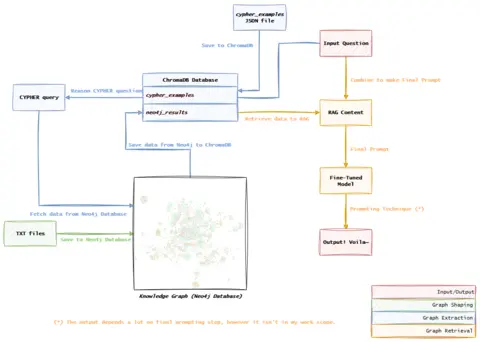 cypher_examples
JSON file
Save to ChromaDB
Input Question
ChromaDB Database
Reason CYPHER question
cypher_examples
CYPHER query
Combine to make Final Prompt
neo4j_results
Retrieve data to RAG
RAG Content
Save data from Neo4j to ChromaDB
Final Prompt
Fine-Tuned
Model
Prompting Technique (*)
Fetch data from Neo4j Database
TXT files
Save to Neo4j Database
Output! Voila~
Knowledge Graph (Neo4j Database)
Input/Output
Graph Shaping
Graph Extraction
Graph Retrieval
(*) The output depends a lot on final prompting step, however it isn't in my work scope.